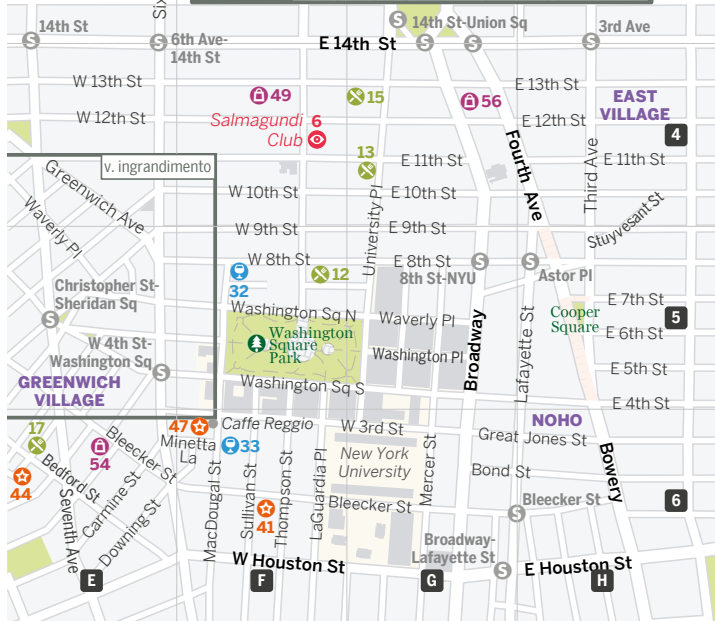 Six
14th St
6th Ave-
14th St
E 14th St
14th St-Union Sq
3rd Ave
W 13th St
49
15
56
E 13th St
EAST
VILLAGE
W 12th St
Salmagundi
Club
6
E 12th St
4
13
E 11th St
E 11th St
Fourth Ave
Third Ave
v. ingrandimento
Greenwich Ave
Waverly Pl
W 10th St
E 10th St
University Pl
Stuyvesant St
W 9th St
E 9th St
W 8th St
E 8th St
8th St-NYU
Astor Pl
32
12
Christopher St-
Sheridan Sq
Washington Sq N
Waverly Pl
E 7th St
Cooper
Square
5
E 6th St
Washington
Square
Park
Washington Pl
W 4th St-
Washington Sq
Broadway
Lafayette St
E 5th St
GREENWICH
VILLAGE
Washington Sq S
E 4th St
17
47
Caffe Reggio
W 3rd St
NOHO
Great Jones St
Bleecker St
Minetta
La
33
New York
University
Mercer St
54
44
Bedford St
Seventh Ave
Carmine St
Downing St
MacDougal St
Sullivan St
Thompson St
LaGuardia Pl
41
Bond St
Bowery
Bleecker St
Bleecker St
6
Broadway-
Lafayette St
W Houston St
E Houston St
E
F
G
H